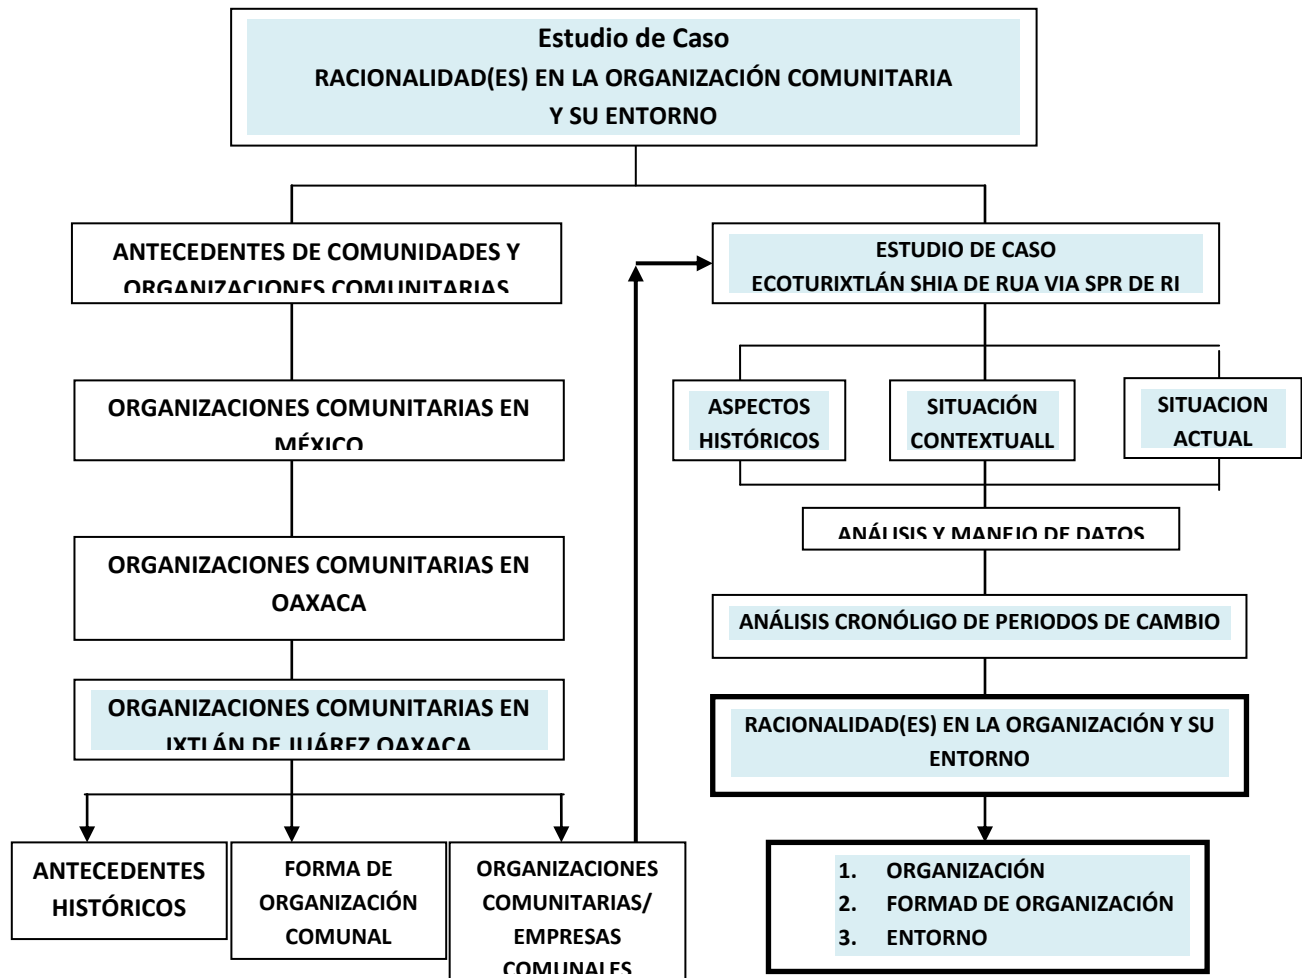 Estudio de Caso
RACIONALIDAD(ES) EN LA ORGANIZACIÓN COMUNITARIA
Y SU ENTORNO
ANTECEDENTES DE COMUNIDADES Y
ORGANIZACIONES COMUNITARIAS
ORGANIZACIONES COMUNITARIAS EN
MÉXICO
ORGANIZACIONES COMUNITARIAS EN
OAXACA
ORGANIZACIONES COMUNITARIAS EN
IXTLÁN DE JUÁREZ OAXACA
ANTECEDENTES
HISTÓRICOS
FORMA DE
ORGANIZACIÓN
COMUNAL
ORGANIZACIONES
COMUNITARIAS/
EMPRESAS
COMUNALES
ESTUDIO DE CASO
ECOTURIXTLÁN SHIA DE RUA VIA SPR DE RI
ASPECTOS
HISTÓRICOS
SITUACIÓN
CONTEXTUALL
SITUACION
ACTUAL
ANÁLISIS Y MANEJO DE DATOS
ANÁLISIS CRONÓLIGO DE PERIODOS DE CAMBIO
RACIONALIDAD(ES) EN LA ORGANIZACIÓN Y SU
ENTORNO
1. ORGANIZACIÓN
2. FORMAD DE ORGANIZACIÓN
3. ENTORNO